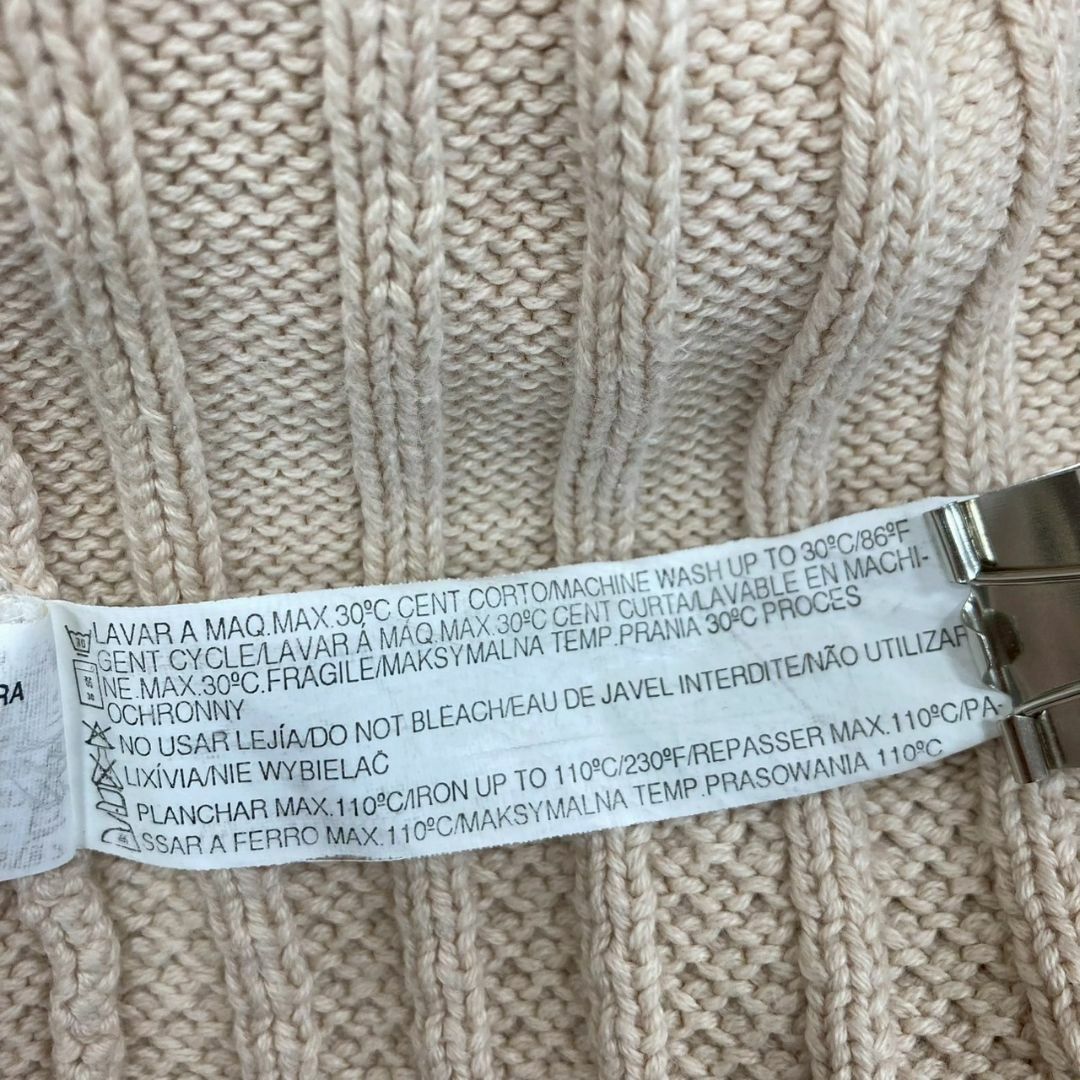 RA
LAVAR A MAQ.MAX.30ºC CENT CORTO/MACHINE WASH UP TO 30ºC/86ºF
GENT CYCLE/LAVAR Á MÁQ.MAX.30ºC CENT CURTA/LAVABLE EN MACHI-
NE MAX.30ºC.FRAGILE/MAKSYMALNA TEMP.PRANIA 30ºC PROCES
OCHRONNY
NO USAR LEJÍA/DO NOT BLEACH/EAU DE JAVEL INTERDITE/NÃO UTILIZAR
LIXÍVIA/NIE WYBIELAČ
PLANCHAR MAX.110ºC/IRON UP TO 110ºC/230ºF/REPASSER MAX.110ºC/PA-
SSAR A FERRO MAX.110ºC/MAKSYMALNA TEMP.PRASOWANIA 110ºC